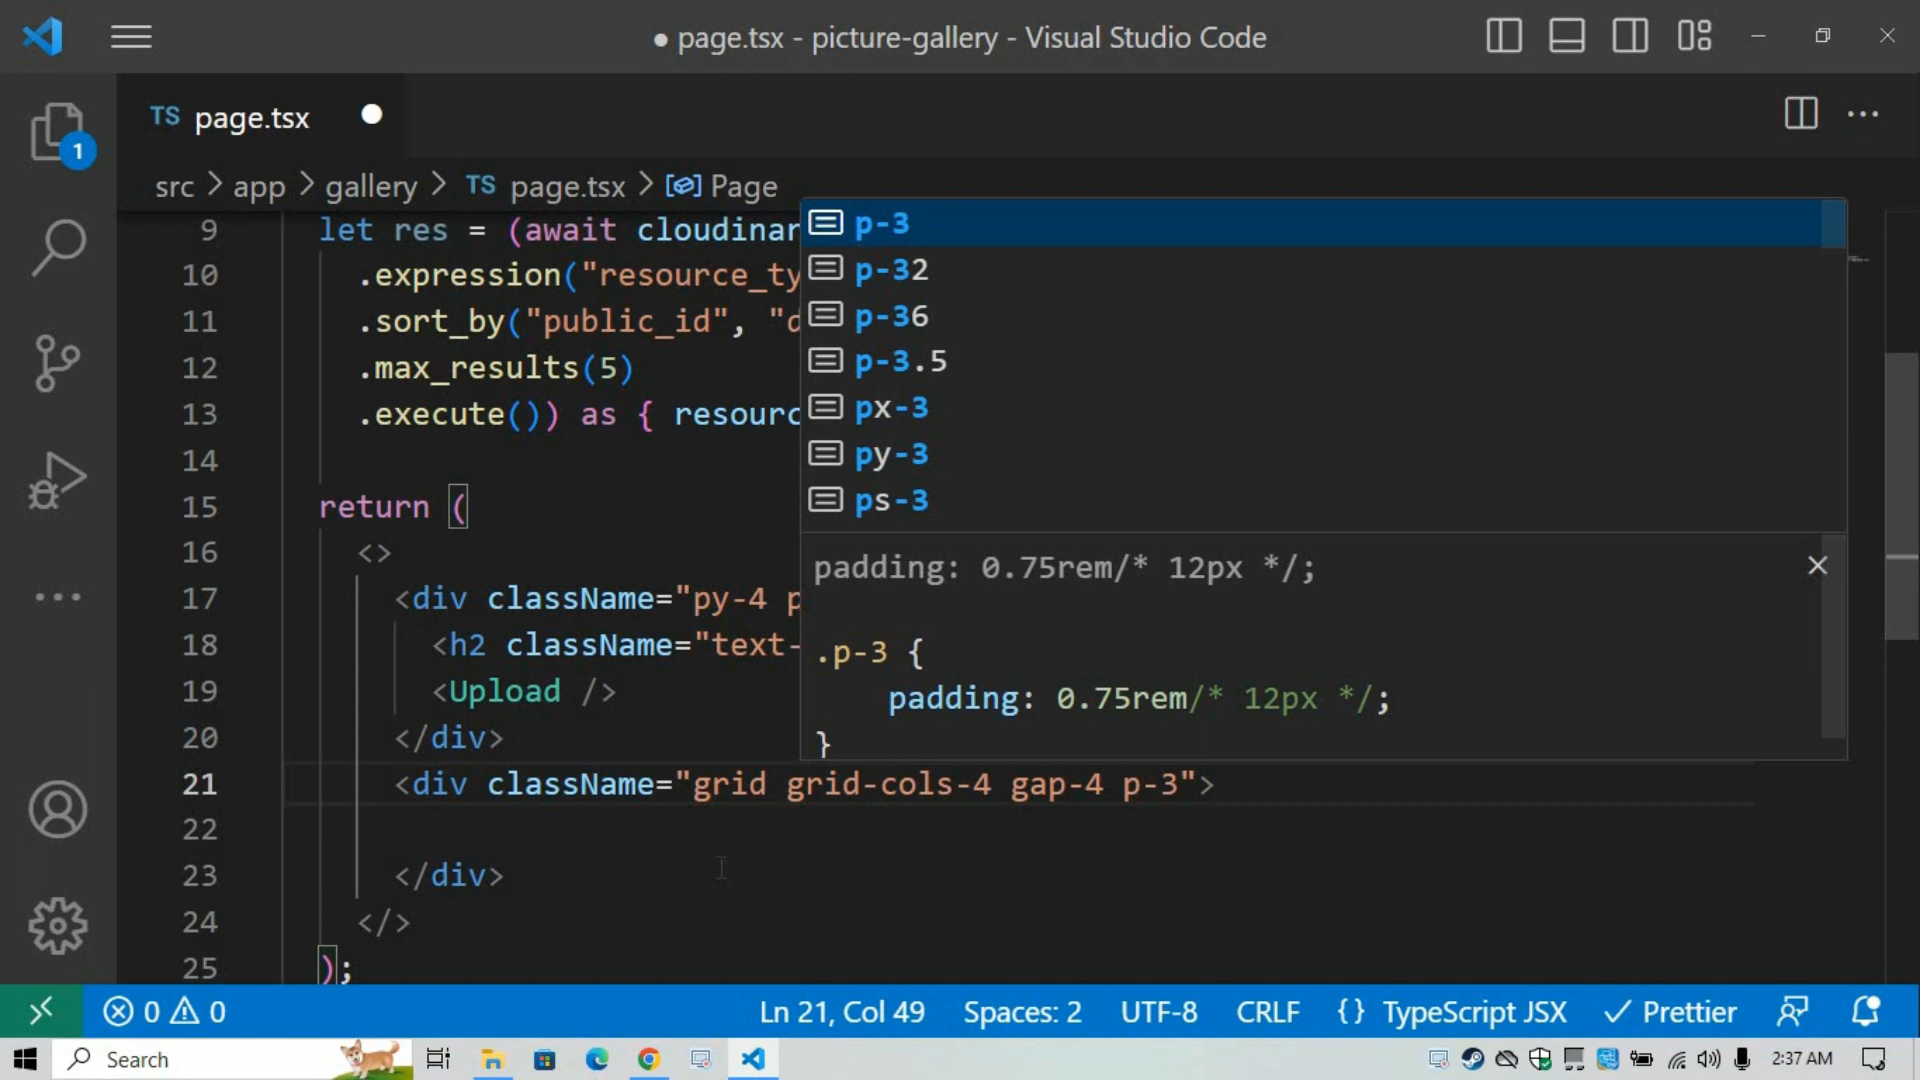 ● page.tsx - picture-gallery - Visual Studio Code
TS page.tsx
1
src > app > gallery > TS page.tsx > Page
9 let res = (await cloudinar
10 .expression("resource_ty
11 .sort_by("public_id", "d
12 .max_results(5)
13 .execute()) as { resourc
14
15 return (
16 <>
17 <div className="py-4 p
18 <h2 className="text-
19 <Upload />
20 </div>
21 <div className="grid grid-cols-4 gap-4 p-3">
22
23 </div>
24 </>
25 );
p-3
p-32
p-36
p-3.5
px-3
py-3
ps-3
padding: 0.75rem/* 12px */;
.p-3 {
padding: 0.75rem/* 12px */;
}
0 0 Ln 21, Col 49 Spaces: 2 UTF-8 CRLF {} TypeScript JSX Prettier
Search 2:37 AM